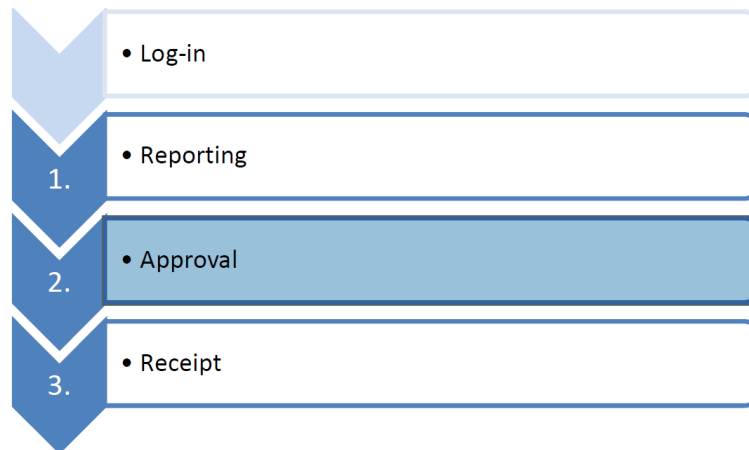 • Log-in
1. • Reporting
2. • Approval
3. • Receipt